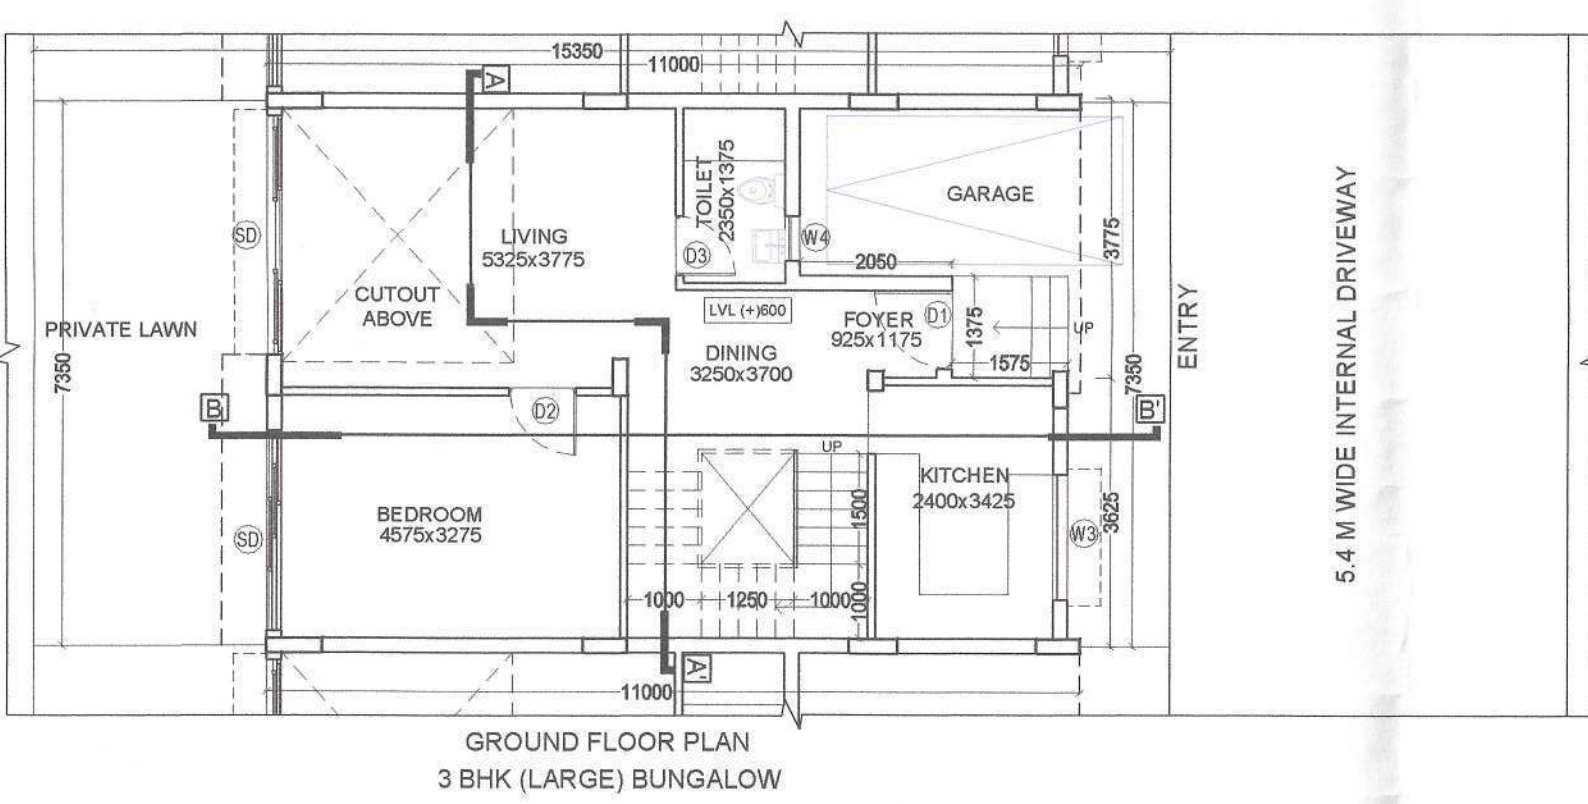 15350
11000
A
TOILET
2350x1375
GARAGE
SD
LIVING
5325x3775
D3
W4
3775
2050
CUTOUT
ABOVE
LVL (+)600
FOYER
925x1175
D1
1375
UP
PRIVATE LAWN
DINING
3250x3700
1575
ENTRY
5.4 M WIDE INTERNAL DRIVEWAY
7350
7350
B
D2
B'
UP
KITCHEN
2400x3425
BEDROOM
4575x3275
1500
3625
SD
W3
1000
1250
1000
1000
A'
11000
GROUND FLOOR PLAN
3 BHK (LARGE) BUNGALOW